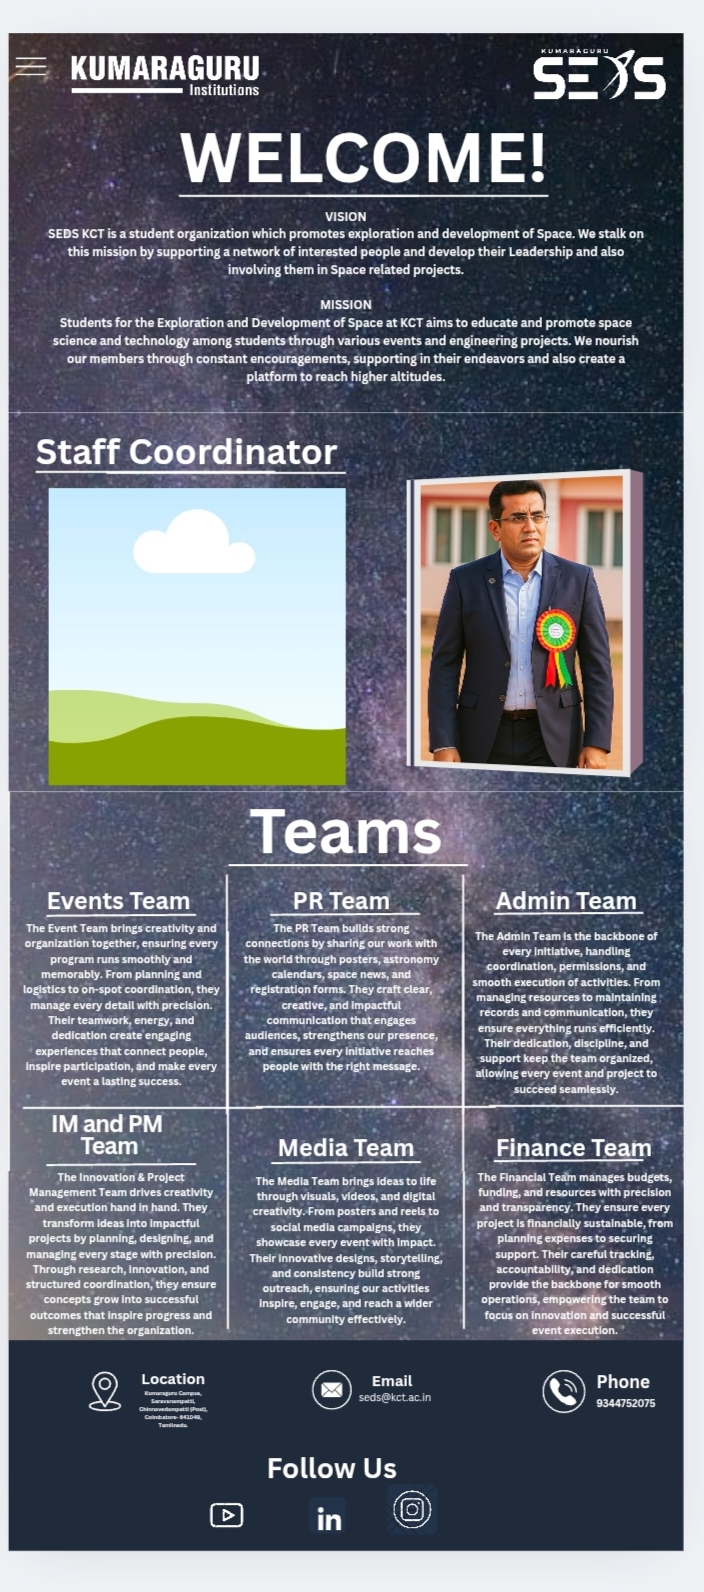 KUMARAGURU
Institutions
KUMARAGURU
SEDS
WELCOME!
VISION
SEDS KCT is a student organization which promotes exploration and development of Space. We stalk on
this mission by supporting a network of interested people and develop their Leadership and also
involving them in Space related projects.
MISSION
Students for the Exploration and Development of Space at KCT aims to educate and promote space
science and technology among students through various events and engineering projects. We nourish
our members through constant encouragements, supporting in their endeavors and also create a
platform to reach higher altitudes.
Staff Coordinator
Teams
Events Team
The Event Team brings creativity and
organization together, ensuring every
program runs smoothly and
memorably. From planning and
logistics to on-spot coordination, they
manage every detail with precision.
Their teamwork, energy, and
dedication create engaging
experiences that connect people,
inspire participation, and make every
event a lasting success.
PR Team
The PR Team builds strong
connections by sharing our work with
the world through posters, astronomy
calendars, space news, and
registration forms. They craft clear,
creative, and impactful
communication that engages
audiences, strengthens our presence,
and ensures every initiative reaches
people with the right message.
Admin Team
The Admin Team is the backbone of
every initiative, handling
coordination, permissions, and
smooth execution of activities. From
managing resources to maintaining
records and communication, they
ensure everything runs efficiently.
Their dedication, discipline, and
support keep the team organized,
allowing every event and project to
succeed seamlessly.
IM and PM
Team
The Innovation & Project
Management Team drives creativity
and execution hand in hand. They
transform ideas into impactful
projects by planning, designing, and
managing every stage with precision.
Through research, innovation, and
structured coordination, they ensure
concepts grow into successful
outcomes that inspire progress and
strengthen the organization.
Media Team
The Media Team brings ideas to life
through visuals, videos, and digital
creativity. From posters and reels to
social media campaigns, they
showcase every event with impact.
Their innovative designs, storytelling,
and consistency build strong
outreach, ensuring our activities
inspire, engage, and reach a wider
community effectively.
Finance Team
The Financial Team manages budgets,
funding, and resources with precision
and transparency. They ensure every
project is financially sustainable, from
planning expenses to securing
support. Their careful tracking,
accountability, and dedication
provide the backbone for smooth
operations, empowering the team to
focus on innovation and successful
event execution.
Location
Kumaraguru Campus,
Saravanampatti,
Chinnavedampatti (Post),
Coimbatore- 641049,
Tamilnadu.
Email
seds@kct.ac.in
Phone
9344752075
Follow Us
in